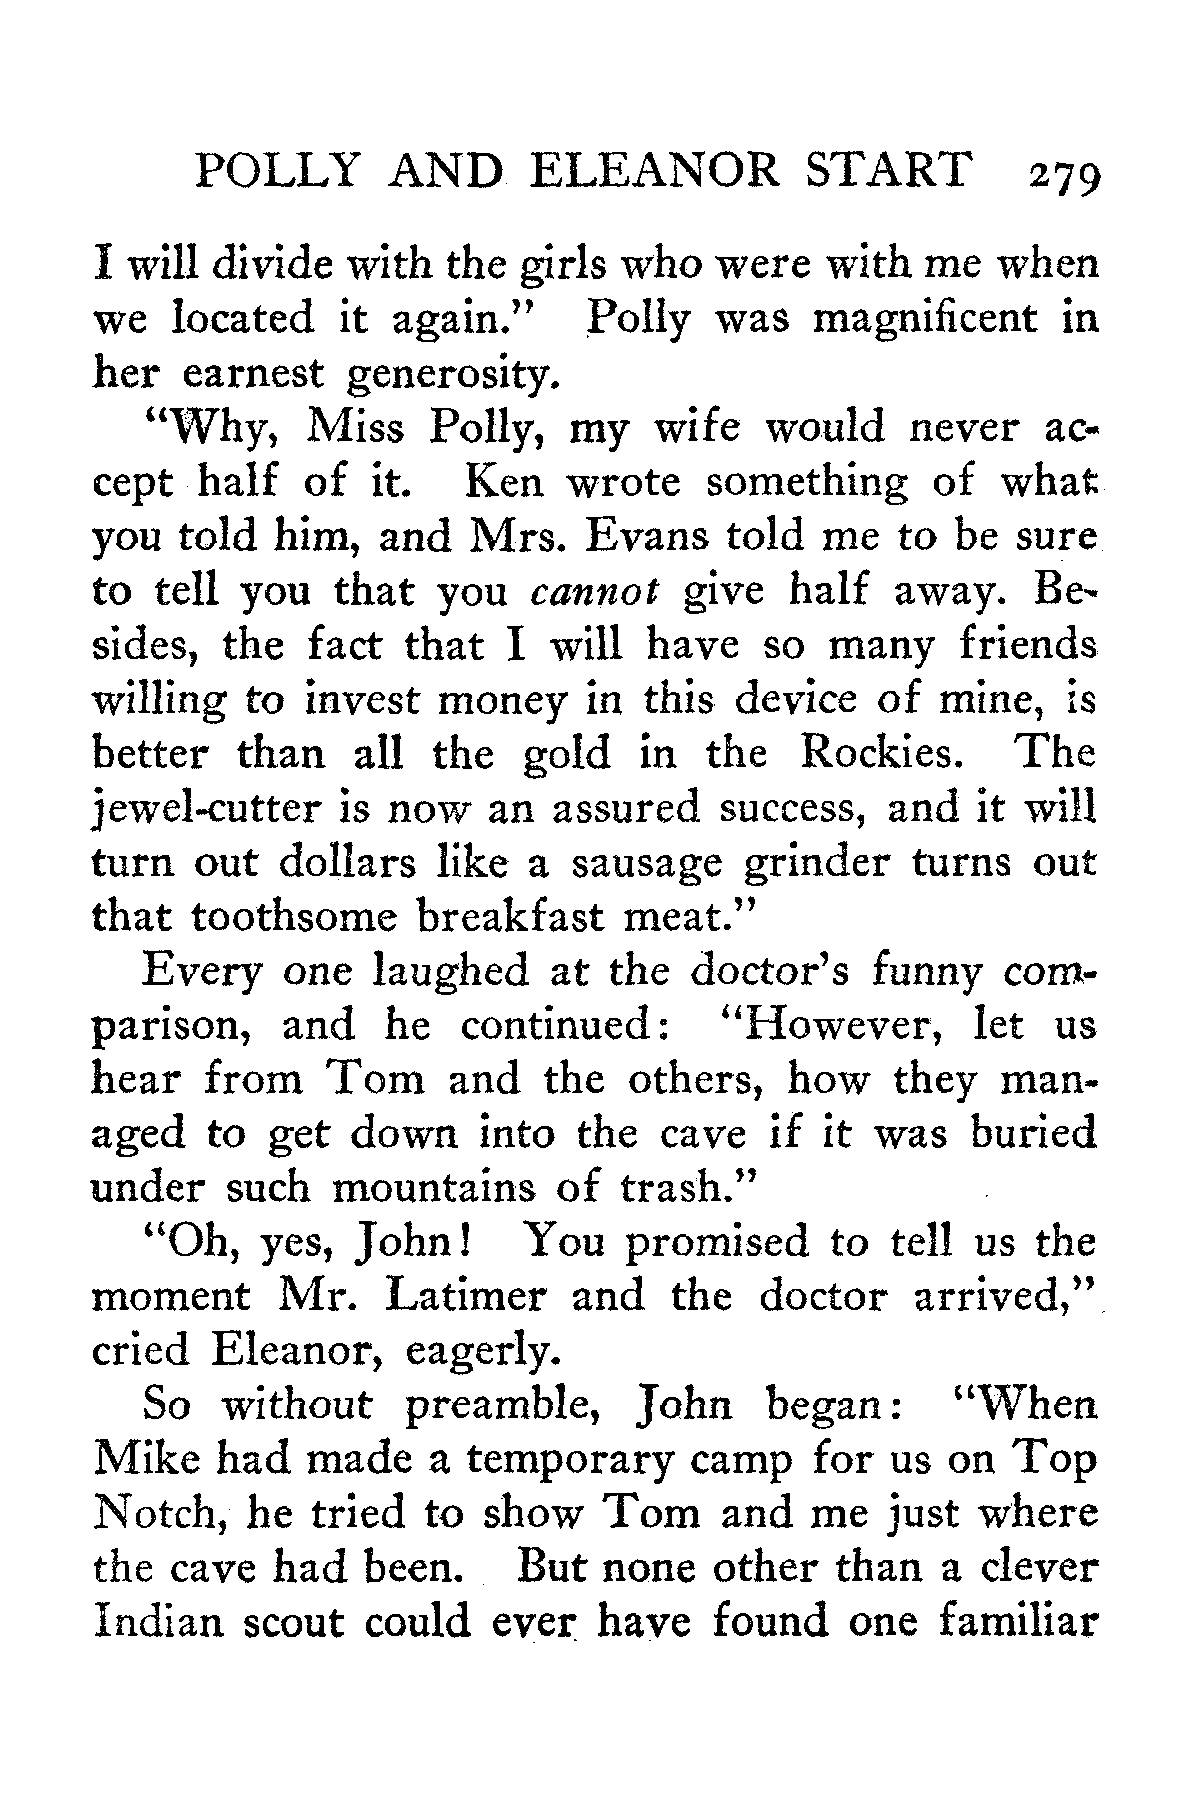 POLLY AND ELEANOR START 279
I will divide with the girls who were with me when
we located it again." Polly was magnificent in
her earnest generosity.
"Why, Miss Polly, my wife would never ac-
cept half of it. Ken wrote something of what
you told him, and Mrs. Evans told me to be sure
to tell you that you cannot give half away. Be-
sides, the fact that I will have so many friends
willing to invest money in this device of mine, is
better than all the gold in the Rockies. The
jewel-cutter is now an assured success, and it will
turn out dollars like a sausage grinder turns out
that toothsome breakfast meat."
Every one laughed at the doctor's funny com-
parison, and he continued: "However, let us
hear from Tom and the others, how they man-
aged to get down into the cave if it was buried
under such mountains of trash."
"Oh, yes, John! You promised to tell us the
moment Mr. Latimer and the doctor arrived,"
cried Eleanor, eagerly.
So without preamble, John began: "When
Mike had made a temporary camp for us on Top
Notch, he tried to show Tom and me just where
the cave had been. But none other than a clever
Indian scout could ever have found one familiar